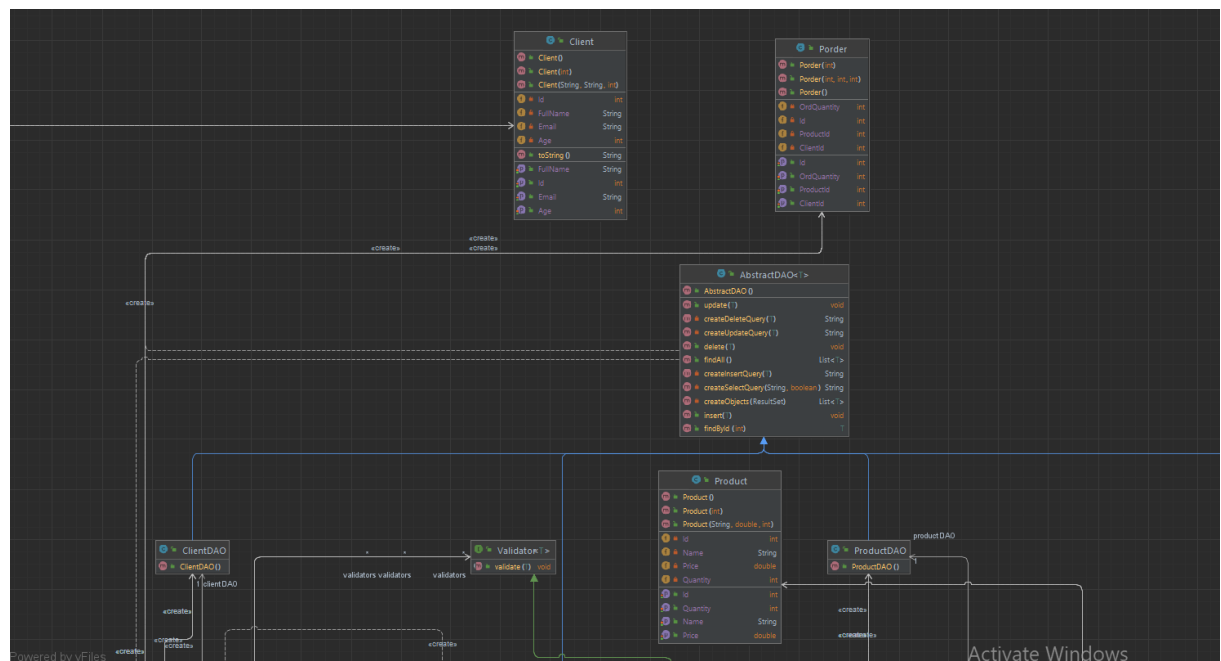 Client
Client()
Client(int)
Client(String, String, int)
Id int
FullName String
Email String
Age int
toString() String
FullName String
Id int
Email String
Age int
Porder
Porder(int)
Porder(int, int, int)
Porder()
OrdQuantity int
Id int
ProductId int
ClientId int
Id int
OrdQuantity int
ProductId int
ClientId int
«create»
«create»
«create»
«create»
AbstractDAO<T>
AbstractDAO()
update(T) void
createDeleteQuery(T) String
createUpdateQuery(T) String
delete(T) void
findAll() List<T>
createInsertQuery(T) String
createSelectQuery(String, boolean) String
createObjects(ResultSet) List<T>
insert(T) void
findById(int) T
Product
Product()
Product(int)
Product(String, double, int)
Id int
Name String
Price double
Quantity int
Id int
Quantity int
Name String
Price double
ClientDAO
ClientDAO()
1 clientDAO
Validator<T>
validate(T) void
* * *
validators validators validators
ProductDAO
ProductDAO()
productDAO
1
«create»
«create»
«create»
«create»
«create»
Powered by yFiles
Activate Windows